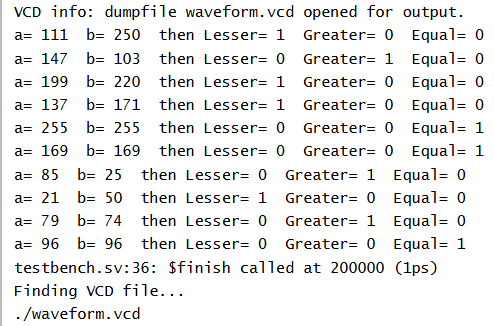 VCD info: dumpfile waveform.vcd opened for output.
a= 111  b= 250  then Lesser= 1  Greater= 0  Equal= 0
a= 147  b= 103  then Lesser= 0  Greater= 1  Equal= 0
a= 199  b= 220  then Lesser= 1  Greater= 0  Equal= 0
a= 137  b= 171  then Lesser= 1  Greater= 0  Equal= 0
a= 255  b= 255  then Lesser= 0  Greater= 0  Equal= 1
a= 169  b= 169  then Lesser= 0  Greater= 0  Equal= 1
a= 85  b= 25  then Lesser= 0  Greater= 1  Equal= 0
a= 21  b= 50  then Lesser= 1  Greater= 0  Equal= 0
a= 79  b= 74  then Lesser= 0  Greater= 1  Equal= 0
a= 96  b= 96  then Lesser= 0  Greater= 0  Equal= 1
testbench.sv:36: $finish called at 200000 (1ps)
Finding VCD file...
./waveform.vcd